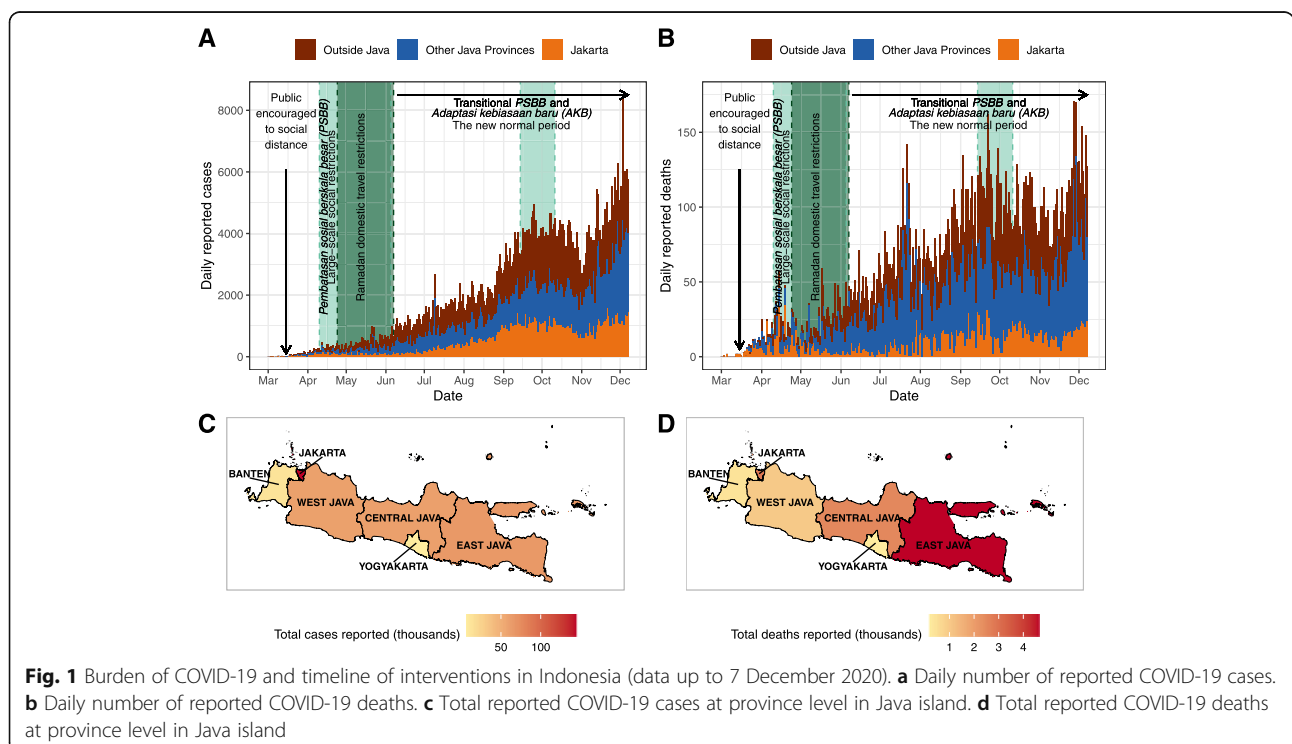 A
Outside Java
Other Java Provinces
Jakarta
Daily reported cases
8000
6000
4000
2000
0
Public
encouraged
to social
distance
Pembatasan sosial berskala besar (PSBB)
Large−scale social restrictions
Ramadan domestic travel restrictions
Transitional PSBB and
Adaptasi kebiasaan baru (AKB)
The new normal period
Mar Apr May Jun Jul Aug Sep Oct Nov Dec
Date
B
Outside Java
Other Java Provinces
Jakarta
Daily reported deaths
150
100
50
0
Public
encouraged
to social
distance
Pembatasan sosial berskala besar (PSBB)
Large−scale social restrictions
Ramadan domestic travel restrictions
Transitional PSBB and
Adaptasi kebiasaan baru (AKB)
The new normal period
Mar Apr May Jun Jul Aug Sep Oct Nov Dec
Date
C
JAKARTA
BANTEN
WEST JAVA
CENTRAL JAVA
EAST JAVA
YOGYAKARTA
Total cases reported (thousands)
50 100
D
JAKARTA
BANTEN
WEST JAVA
CENTRAL JAVA
EAST JAVA
YOGYAKARTA
Total deaths reported (thousands)
1 2 3 4
Fig. 1 Burden of COVID-19 and timeline of interventions in Indonesia (data up to 7 December 2020). a Daily number of reported COVID-19 cases.
b Daily number of reported COVID-19 deaths. c Total reported COVID-19 cases at province level in Java island. d Total reported COVID-19 deaths
at province level in Java island